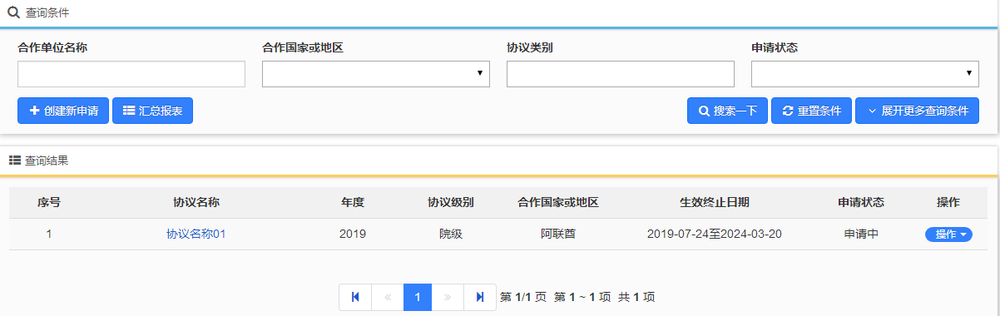 查询条件
合作单位名称 合作国家或地区 协议类别 申请状态
创建新申请 汇总报表 搜索一下 重置条件 展开更多查询条件
查询结果
序号 协议名称 年度 协议级别 合作国家或地区 生效终止日期 申请状态 操作
1 协议名称01 2019 院级 阿联酋 2019-07-24至2024-03-20 申请中 操作
« 1 » 第 1/1 页 第 1 ~ 1 项 共 1 项